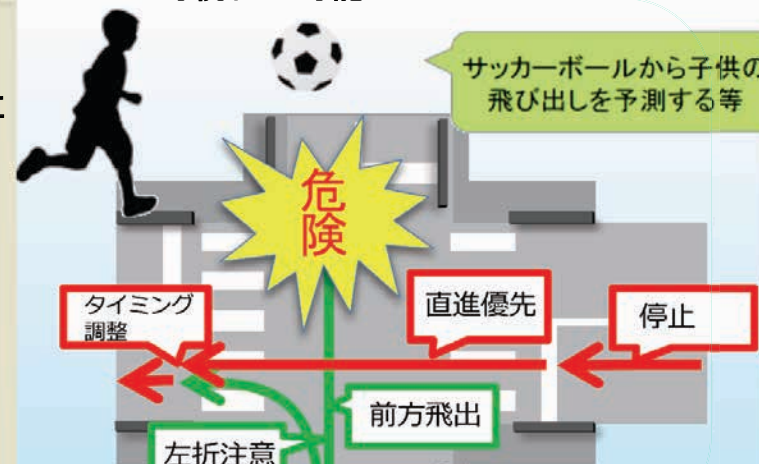 サッカーボールから子供の
飛び出しを予測する等
危険
タイミング
調整
直進優先
停止
前方飛出
左折注意